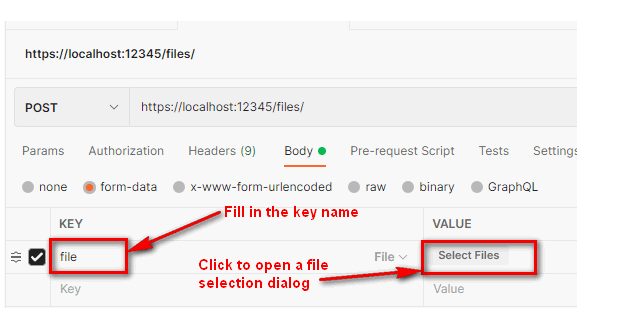 https://localhost:12345/files/
POST https://localhost:12345/files/
Params Authorization Headers (9) Body Pre-request Script Tests Settings
none form-data x-www-form-urlencoded raw binary GraphQL
KEY Fill in the key name VALUE
file File Select Files
Click to open a file
selection dialog
Key Value